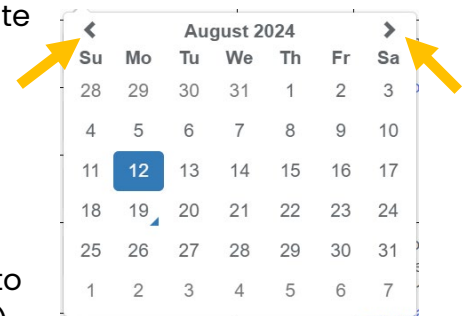 te
August 2024
Su Mo Tu We Th Fr Sa
28 29 30 31 1 2 3
4 5 6 7 8 9 10
11 12 13 14 15 16 17
18 19 20 21 22 23 24
25 26 27 28 29 30 31
to
1 2 3 4 5 6 7